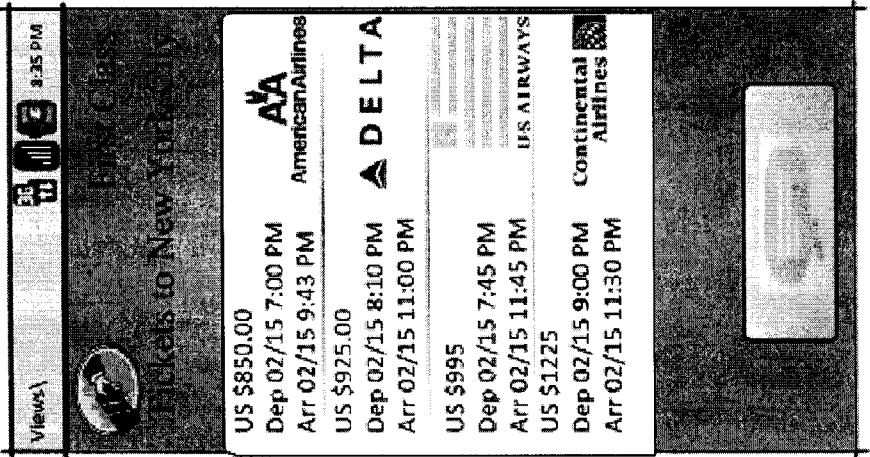 Views\ 8:35 PM
First Class
Tickets to New York City
US $850.00
Dep 02/15 7:00 PM
Arr 02/15 9:43 PM
AA
AmericanAirlines
US $925.00
Dep 02/15 8:10 PM
Arr 02/15 11:00 PM
DELTA
US $995
Dep 02/15 7:45 PM
Arr 02/15 11:45 PM
US AIRWAYS
US $1225
Dep 02/15 9:00 PM
Arr 02/15 11:30 PM
Continental
Airlines